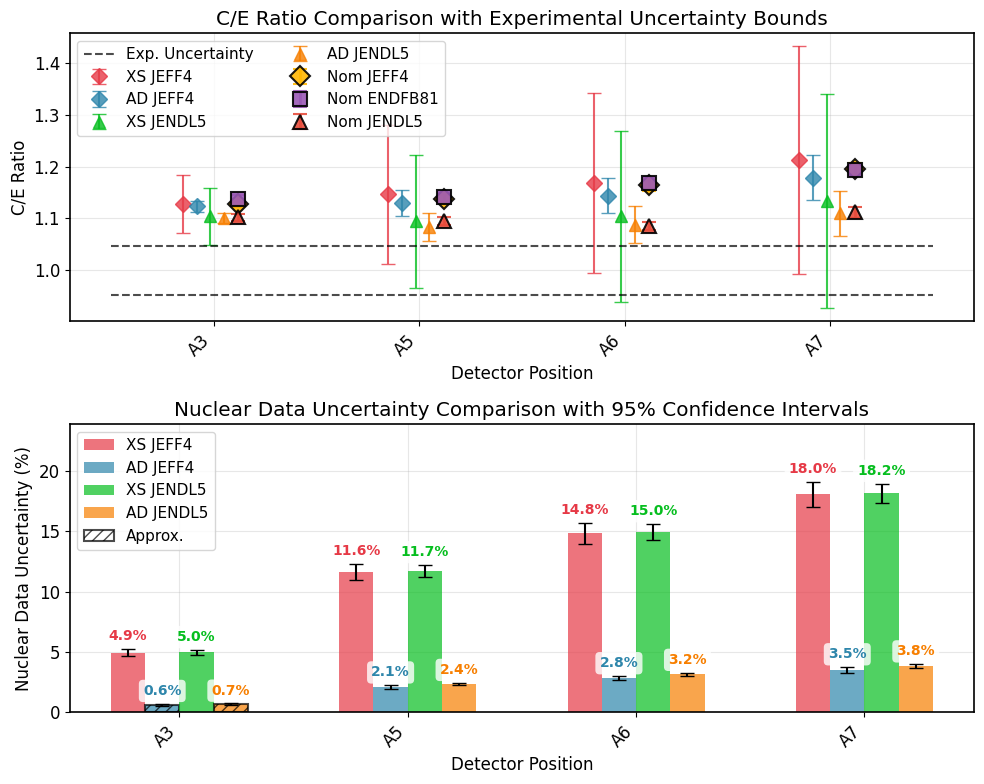 C/E Ratio Comparison with Experimental Uncertainty Bounds
C/E Ratio
1.4
1.3
1.2
1.1
1.0
Exp. Uncertainty
XS JEFF4
AD JEFF4
XS JENDL5
AD JENDL5
Nom JEFF4
Nom ENDFB81
Nom JENDL5
A3
A5
A6
A7
Detector Position
Nuclear Data Uncertainty Comparison with 95% Confidence Intervals
Nuclear Data Uncertainty (%)
20
15
10
5
0
XS JEFF4
AD JEFF4
XS JENDL5
AD JENDL5
Approx.
4.9%
0.6%
5.0%
0.7%
11.6%
2.1%
11.7%
2.4%
14.8%
2.8%
15.0%
3.2%
18.0%
3.5%
18.2%
3.8%
A3
A5
A6
A7
Detector Position